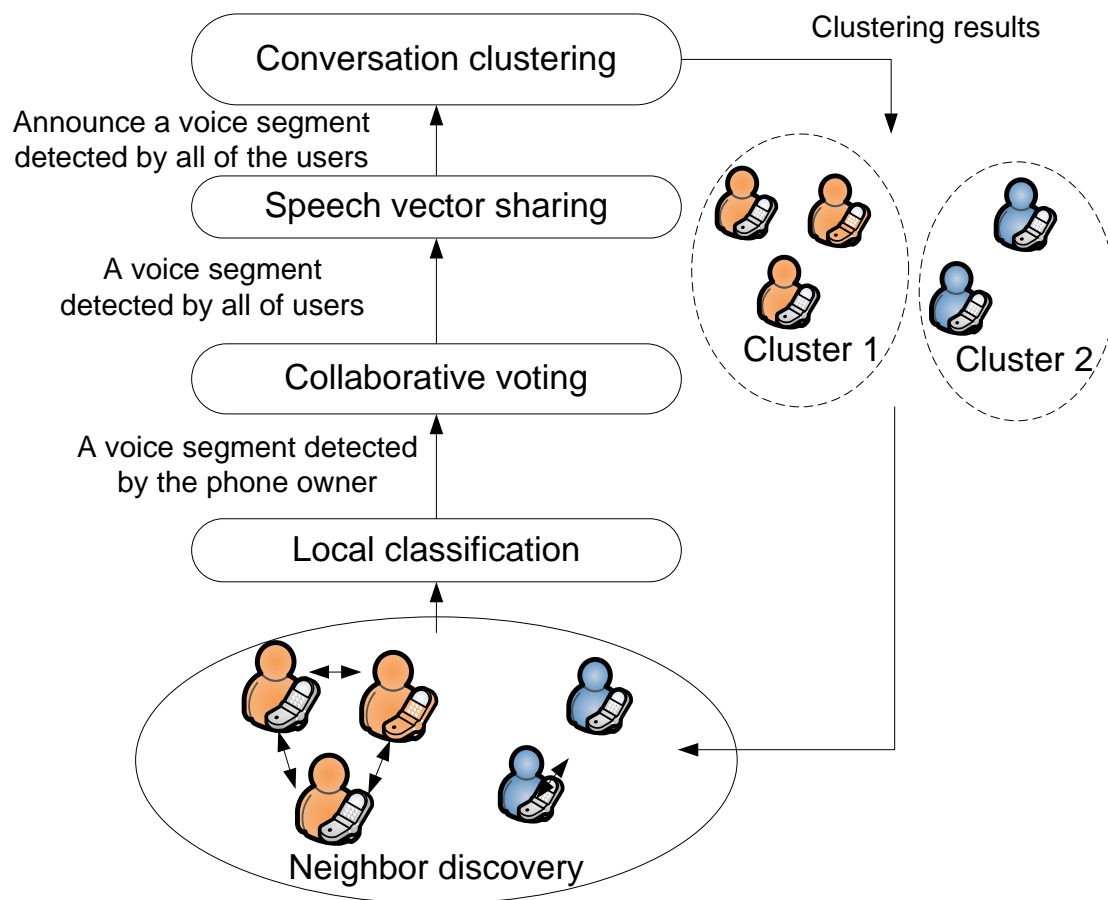 Conversation clustering
Clustering results
Announce a voice segment
detected by all of the users
Speech vector sharing
A voice segment
detected by all of users
Cluster 1
Cluster 2
Collaborative voting
A voice segment detected
by the phone owner
Local classification
Neighbor discovery